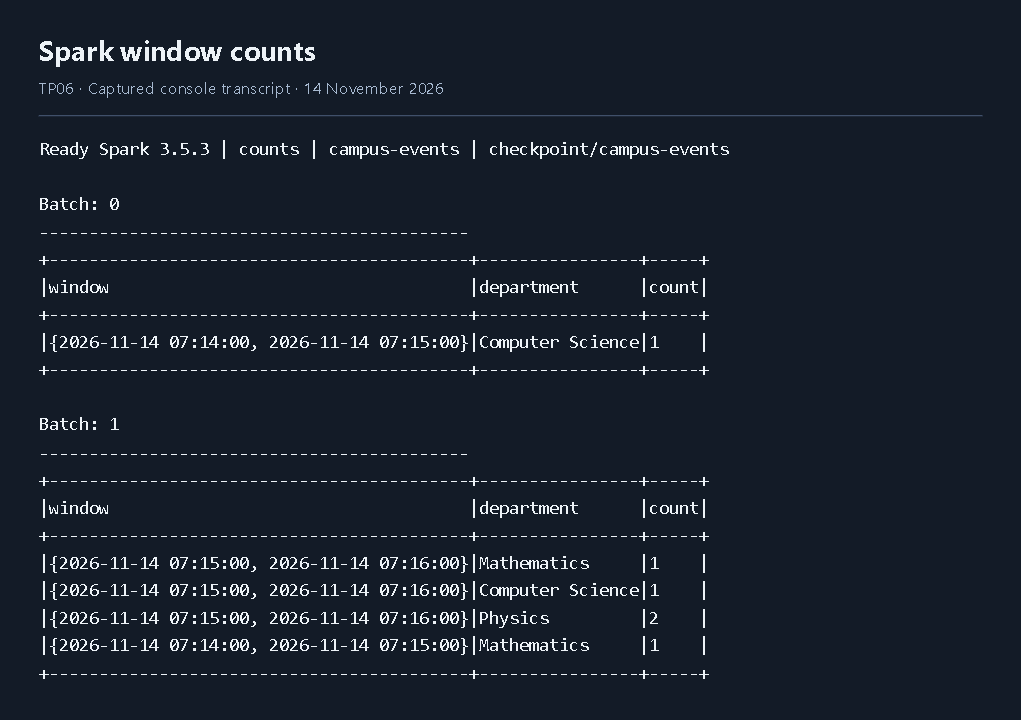 Spark window counts
TP06 · Captured console transcript · 14 November 2026
Ready Spark 3.5.3 | counts | campus-events | checkpoint/campus-events
Batch: 0
-------------------------------------------
+------------------------------------------+----------------+-----+
|window                                    |department      |count|
+------------------------------------------+----------------+-----+
|{2026-11-14 07:14:00, 2026-11-14 07:15:00}|Computer Science|1    |
+------------------------------------------+----------------+-----+
Batch: 1
-------------------------------------------
+------------------------------------------+----------------+-----+
|window                                    |department      |count|
+------------------------------------------+----------------+-----+
|{2026-11-14 07:15:00, 2026-11-14 07:16:00}|Mathematics     |1    |
|{2026-11-14 07:15:00, 2026-11-14 07:16:00}|Computer Science|1    |
|{2026-11-14 07:15:00, 2026-11-14 07:16:00}|Physics         |2    |
|{2026-11-14 07:14:00, 2026-11-14 07:15:00}|Mathematics     |1    |
+------------------------------------------+----------------+-----+